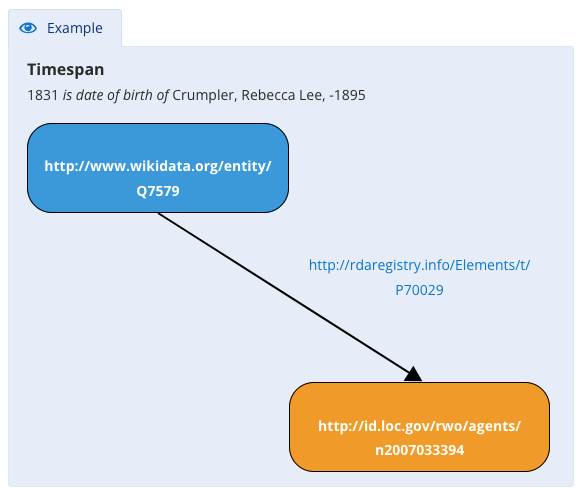 Example
Timespan
1831 is date of birth of Crumpler, Rebecca Lee, -1895
http://www.wikidata.org/entity/
Q7579
http://rdaregistry.info/Elements/t/
P70029
http://id.loc.gov/rwo/agents/
n2007033394